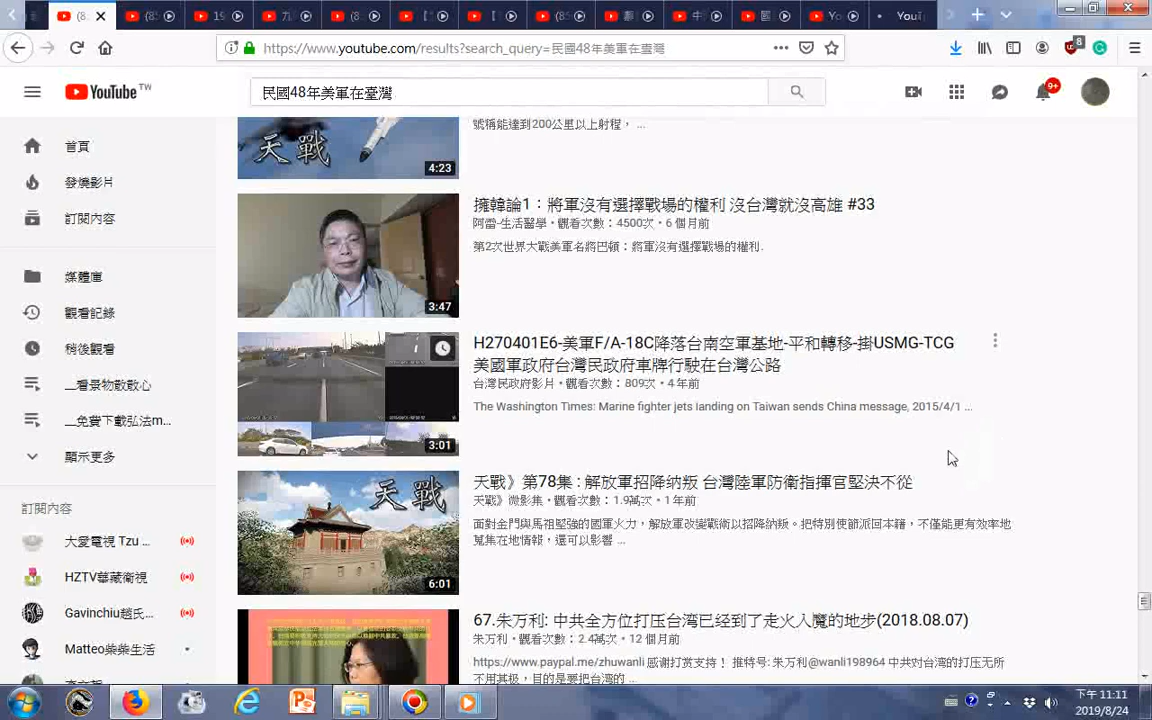 https://www.youtube.com/results?search_query=民國48年美軍在臺灣
8
YouTube TW
民國48年美軍在臺灣
9+
首頁
發燒影片
訂閱內容
媒體庫
觀看記錄
稍後觀看
__看景物散散心
__免費下載弘法m...
顯示更多
訂閱內容
大愛電視 Tzu ...
HZTV華藏衛視
Gavinchiu趙氏...
Matteo柴柴生活
天戰
4:23
號稱能達到200公里以上射程， ...
擁韓論1：將軍沒有選擇戰場的權利 沒台灣就沒高雄 #33
阿雷-生活醫學 • 觀看次數：4500次 • 6 個月前
第2次世界大戰美軍名將巴頓：將軍沒有選擇戰場的權利.
3:47
H270401E6-美軍F/A-18C降落台南空軍基地-平和轉移-掛USMG-TCG
美國軍政府台灣民政府車牌行駛在台灣公路
台灣民政府影片 • 觀看次數：809次 • 4 年前
The Washington Times: Marine fighter jets landing on Taiwan sends China message, 2015/4/1 ...
3:01
天戰》第78集 : 解放軍招降纳叛 台灣陸軍防衛指揮官堅決不從
天戰》微影集 • 觀看次數：1.9萬次 • 1 年前
面對金門與馬祖堅強的國軍火力，解放軍改變戰術以招降納叛。把特別使節派回本籍，不僅能更有效率地
蒐集在地情報，還可以影響 ...
天戰
6:01
67.朱万利: 中共全方位打压台湾已经到了走火入魔的地步(2018.08.07)
朱万利 • 觀看次數：2.4萬次 • 12 個月前
https://www.paypal.me/zhuwanli 感谢打赏支持！ 推特号: 朱万利@wanli198964 中共对台湾的打压无所
不用其极，目的是要把台湾的 ...
下午 11:11
2019/8/24